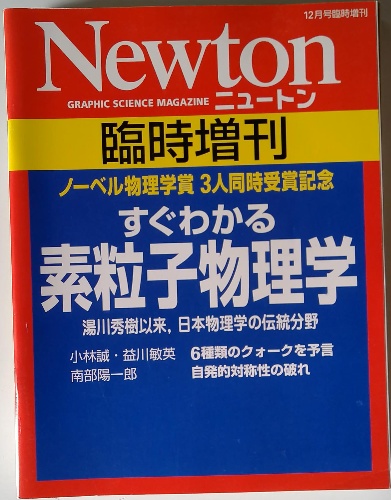 12月号臨時増刊
Newton
GRAPHIC SCIENCE MAGAZINE ニュートン
臨時増刊
ノーベル物理学賞 3人同時受賞記念
すぐわかる
素粒子物理学
湯川秀樹以来，日本物理学の伝統分野
小林誠・益川敏英 6種類のクォークを予言
南部陽一郎 自発的対称性の破れ